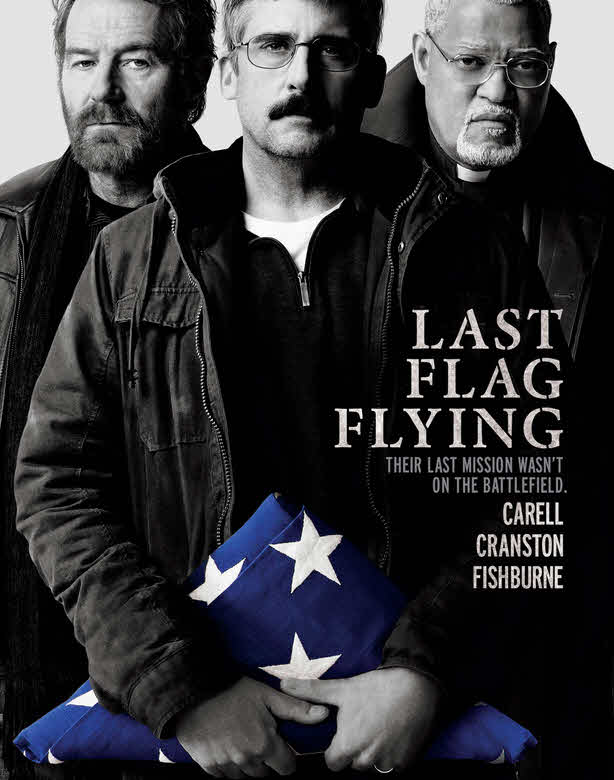 LAST
FLAG
FLYING
THEIR LAST MISSION WASN'T
ON THE BATTLEFIELD.
CARELL
CRANSTON
FISHBURNE